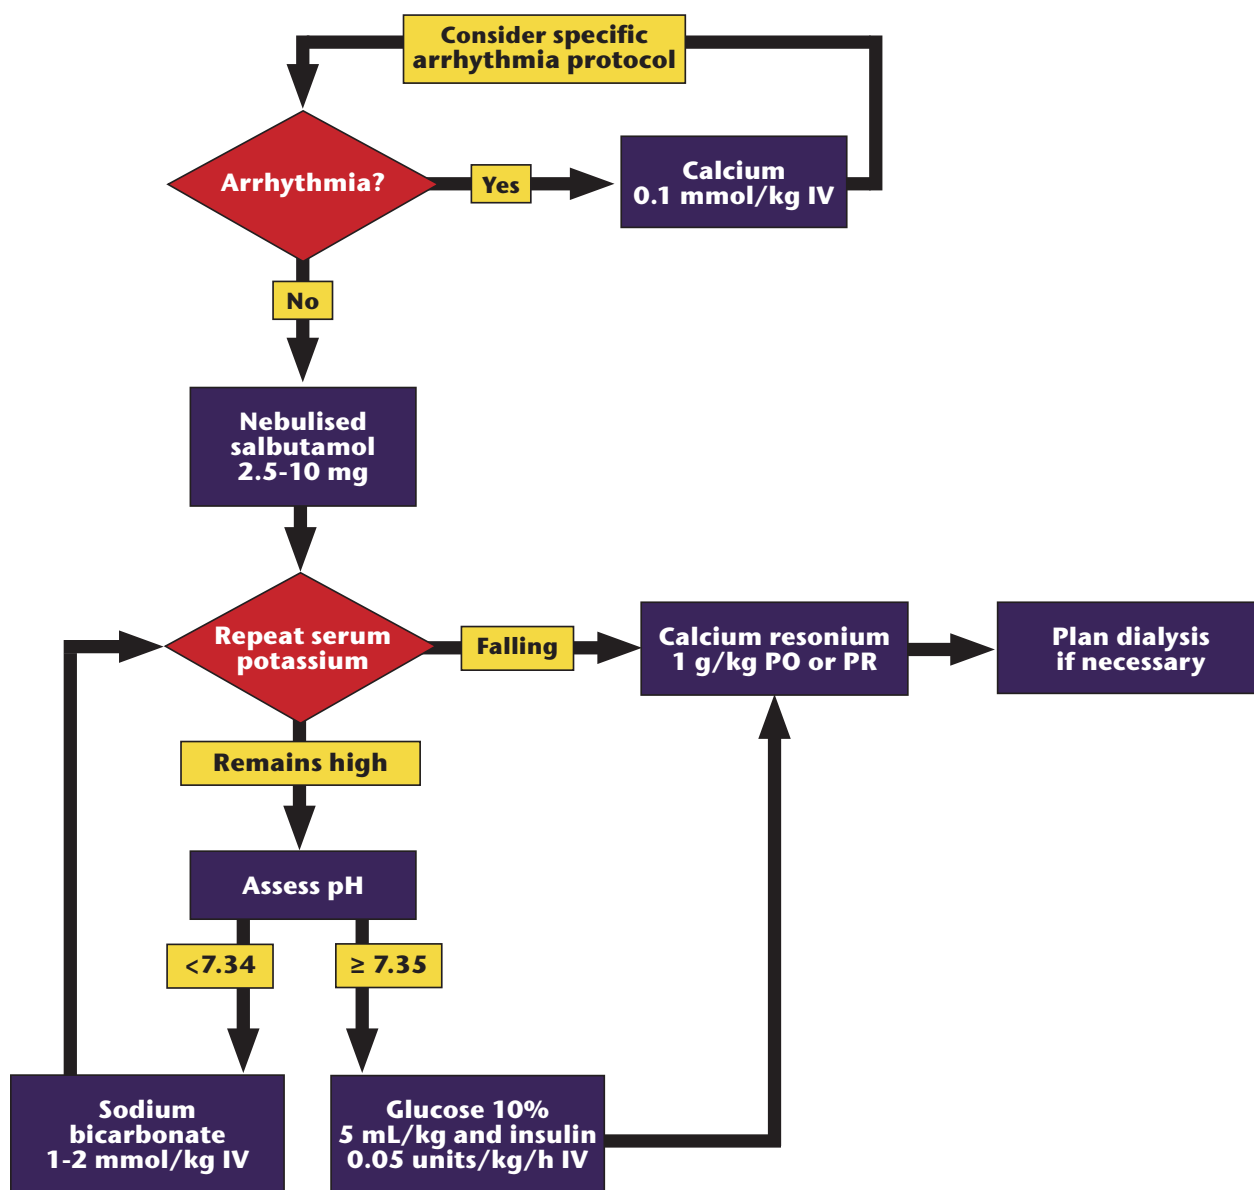 Consider specific
arrhythmia protocol
Arrhythmia?
Yes
Calcium
0.1 mmol/kg IV
No
Nebulised
salbutamol
2.5-10 mg
Repeat serum
potassium
Falling
Calcium resonium
1 g/kg PO or PR
Plan dialysis
if necessary
Remains high
Assess pH
<7.34
≥ 7.35
Sodium
bicarbonate
1-2 mmol/kg IV
Glucose 10%
5 mL/kg and insulin
0.05 units/kg/h IV